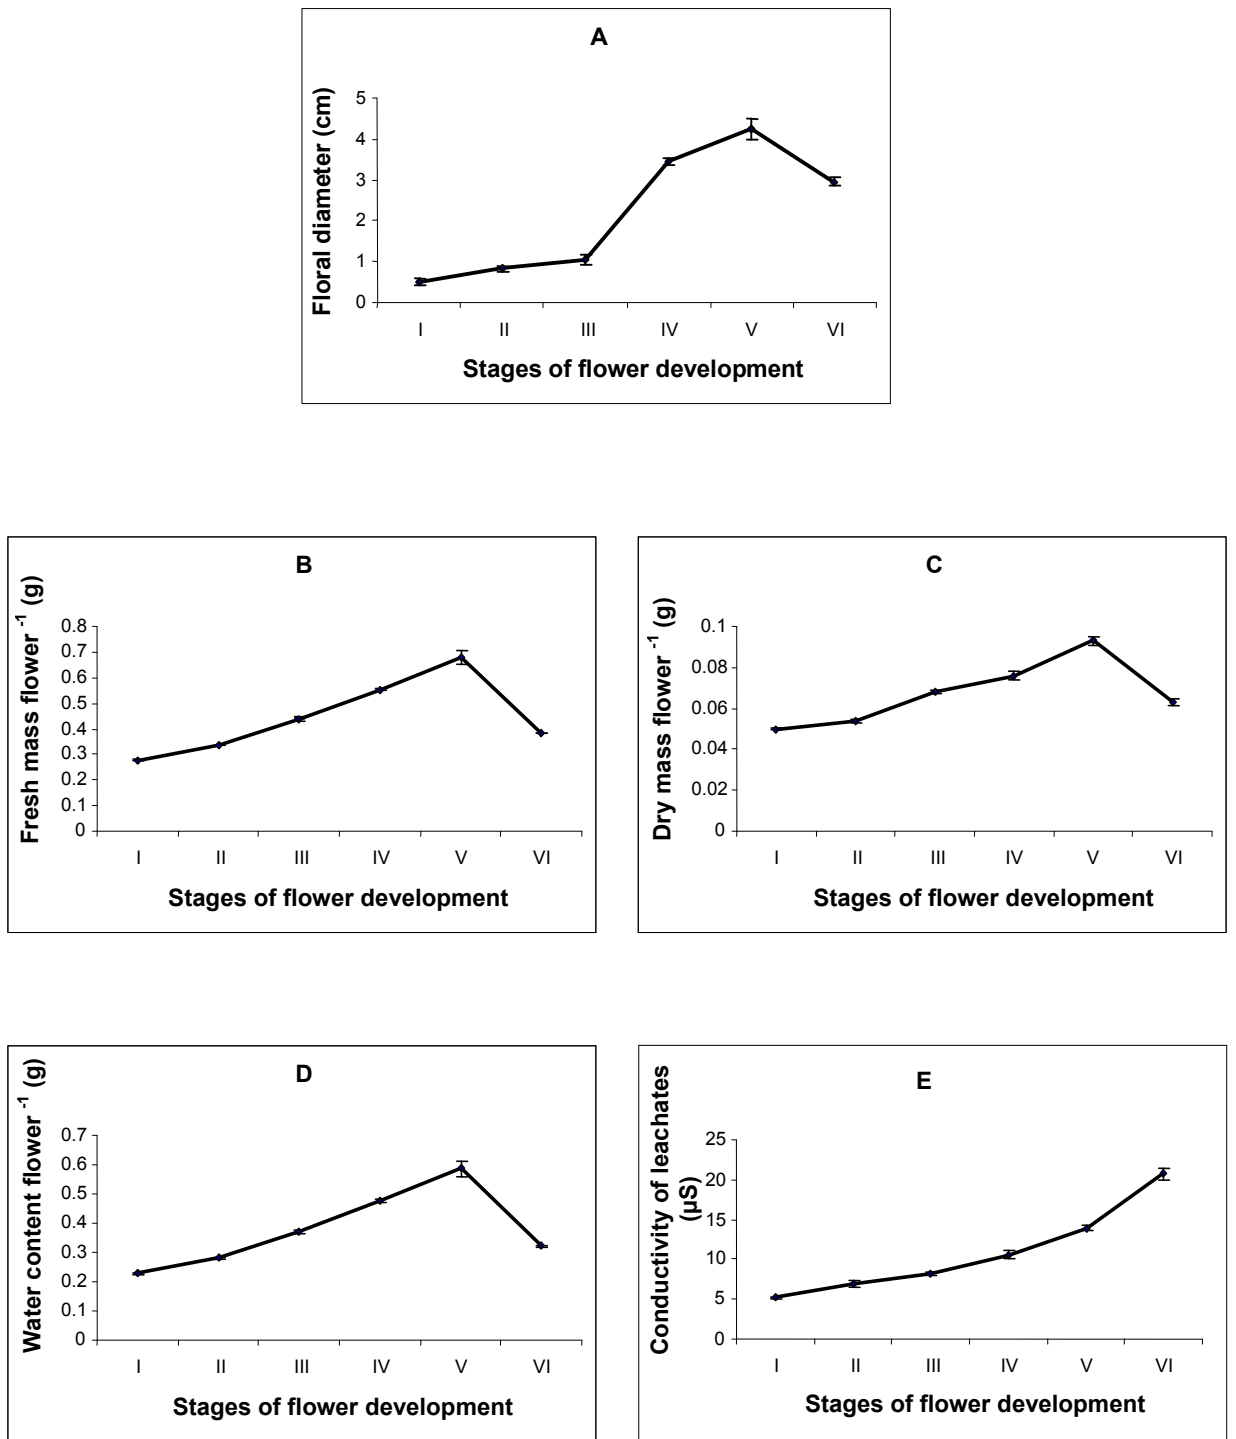 A
Floral diameter (cm)
5
4
3
2
1
0
I II III IV V VI
Stages of flower development
B
Fresh mass flower -1 (g)
0.8
0.7
0.6
0.5
0.4
0.3
0.2
0.1
0
I II III IV V VI
Stages of flower development
C
Dry mass flower -1 (g)
0.1
0.08
0.06
0.04
0.02
0
I II III IV V VI
Stages of flower development
D
Water content flower -1 (g)
0.7
0.6
0.5
0.4
0.3
0.2
0.1
0
I II III IV V VI
Stages of flower development
E
Conductivity of leachates
(µS)
25
20
15
10
5
0
I II III IV V VI
Stages of flower development